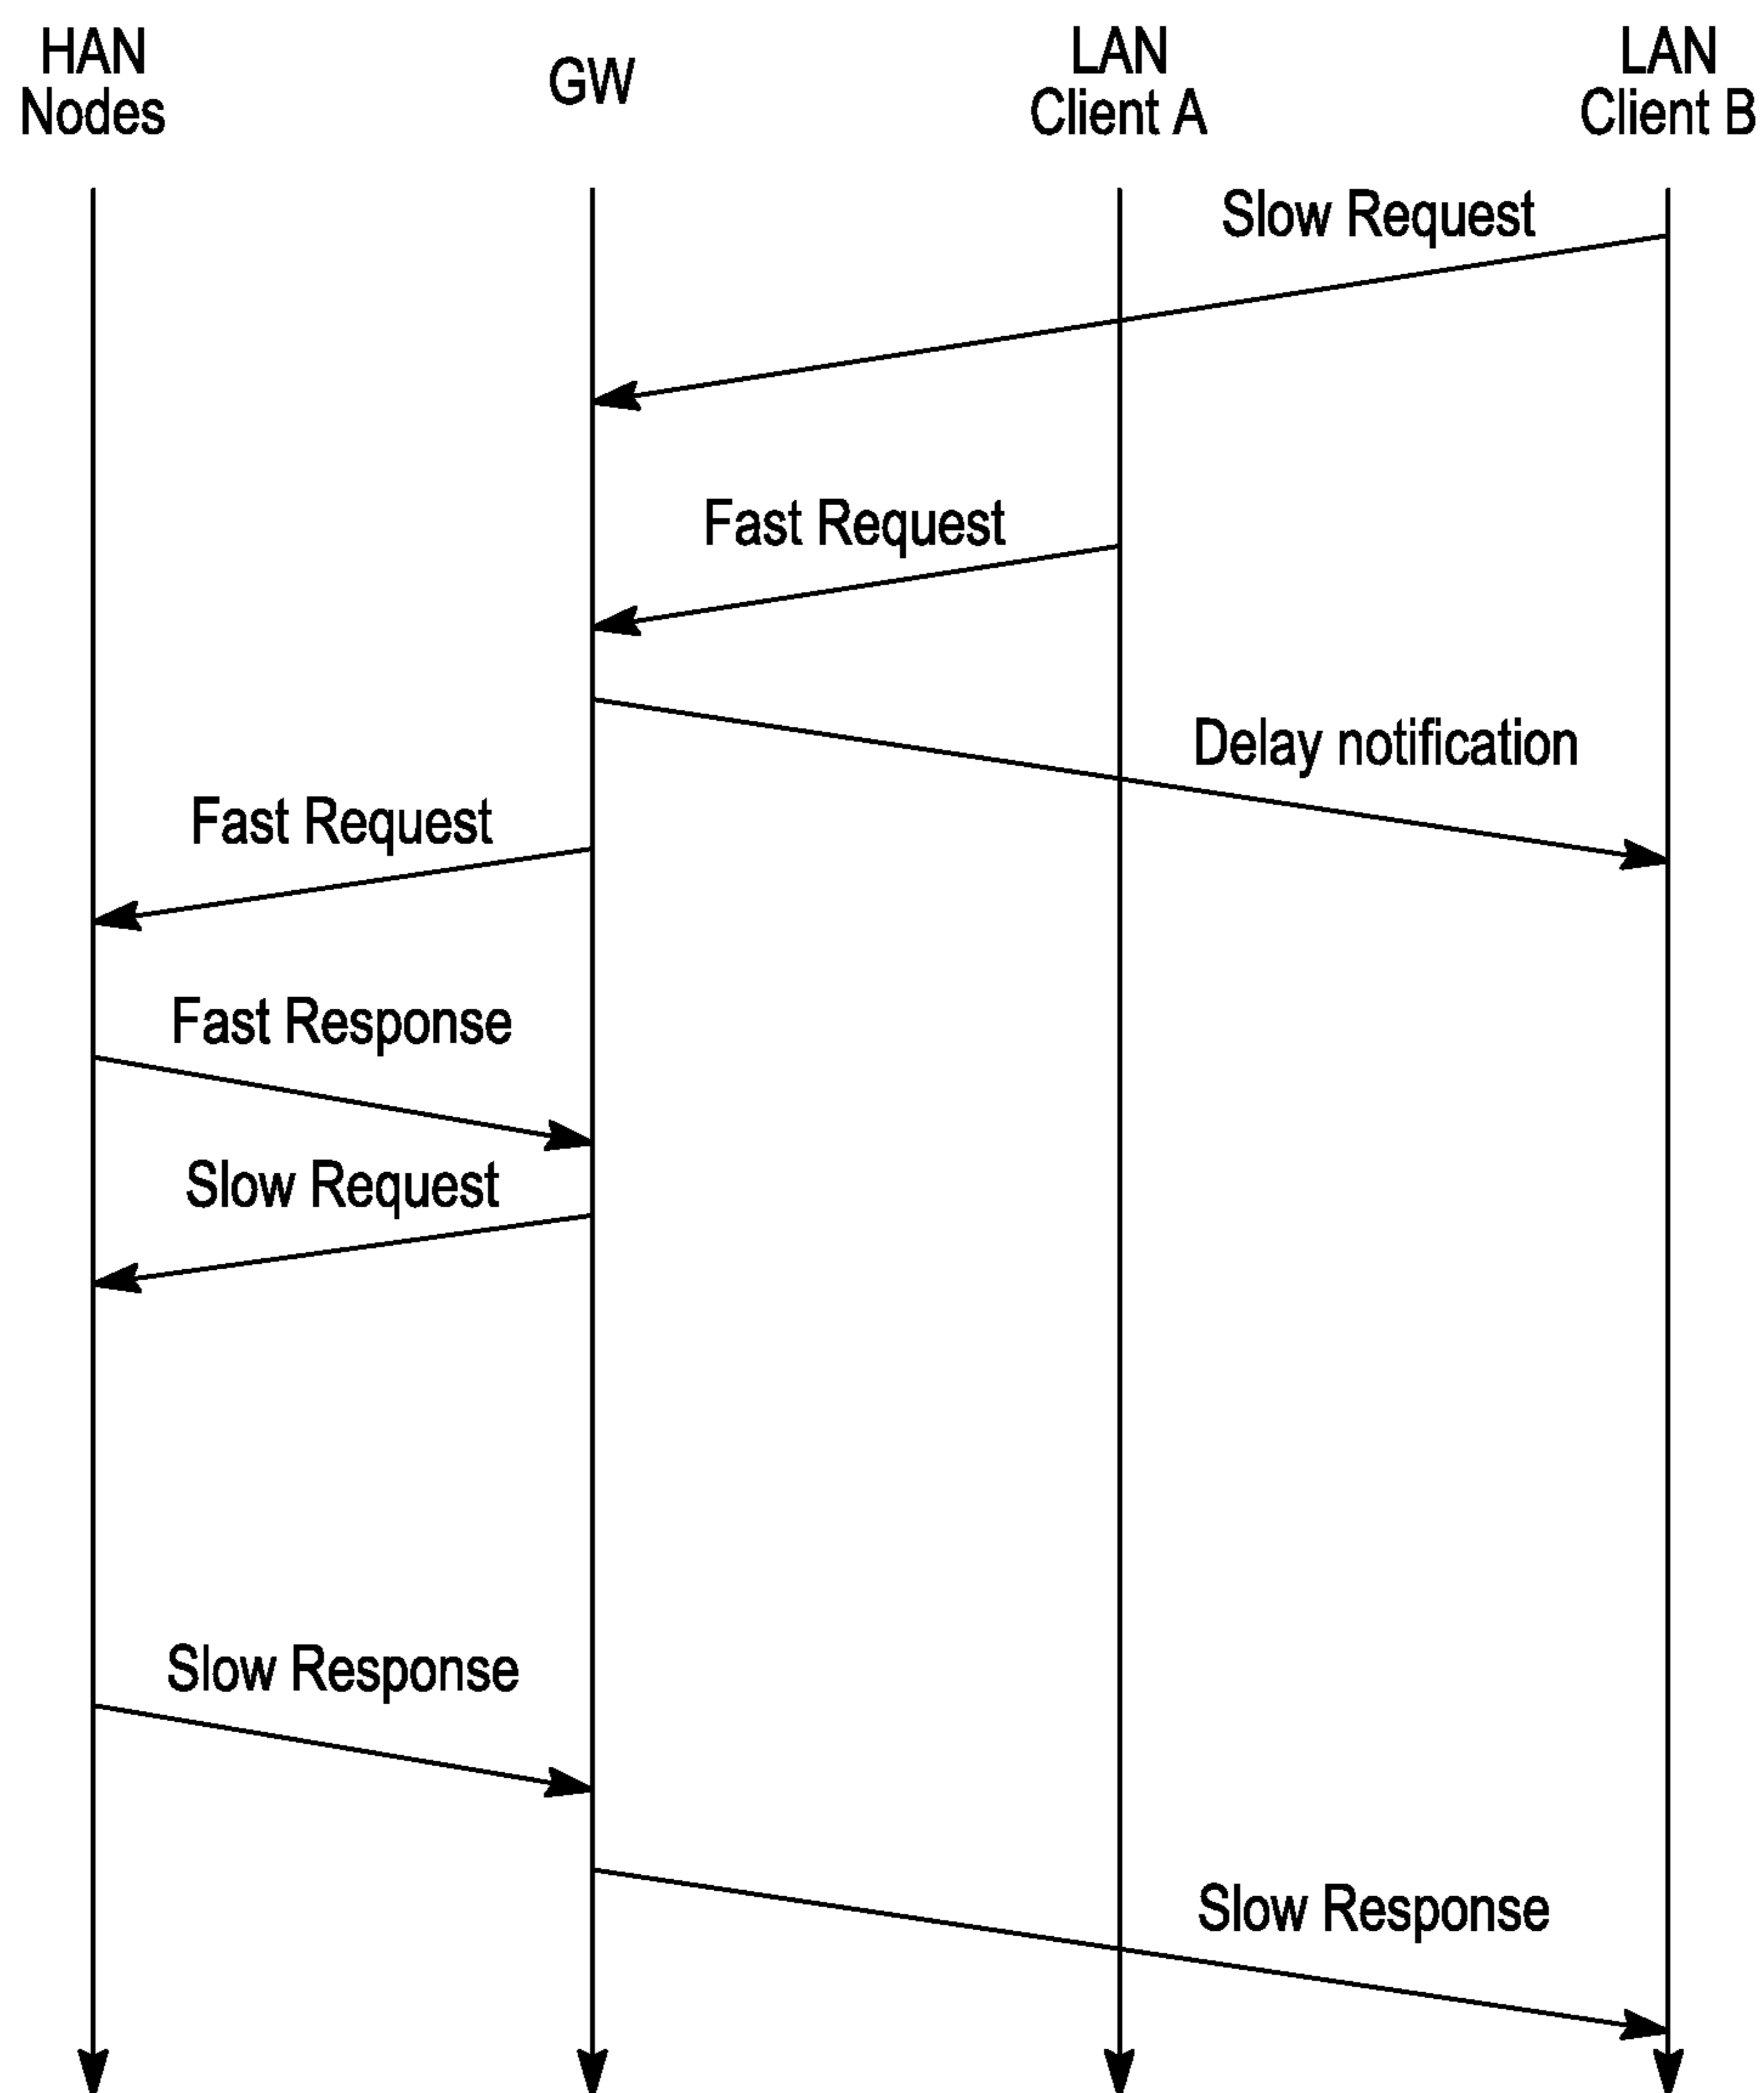 HAN
Nodes
GW
LAN
Client A
LAN
Client B
Slow Request
Fast Request
Delay notification
Fast Request
Fast Response
Slow Request
Slow Response
Slow Response